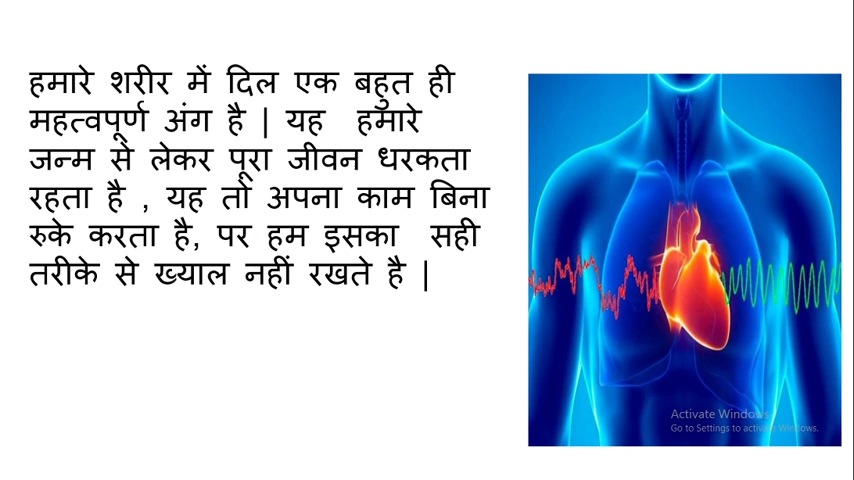 हमारे शरीर में दिल एक बहुत ही
महत्वपूर्ण अंग है | यह हमारे
जन्म से लेकर पूरा जीवन धरकता
रहता है , यह तो अपना काम बिना
रुके करता है, पर हम इसका सही
तरीके से ख्याल नहीं रखते है |
Activate Windows
Go to Settings to activate Windows.